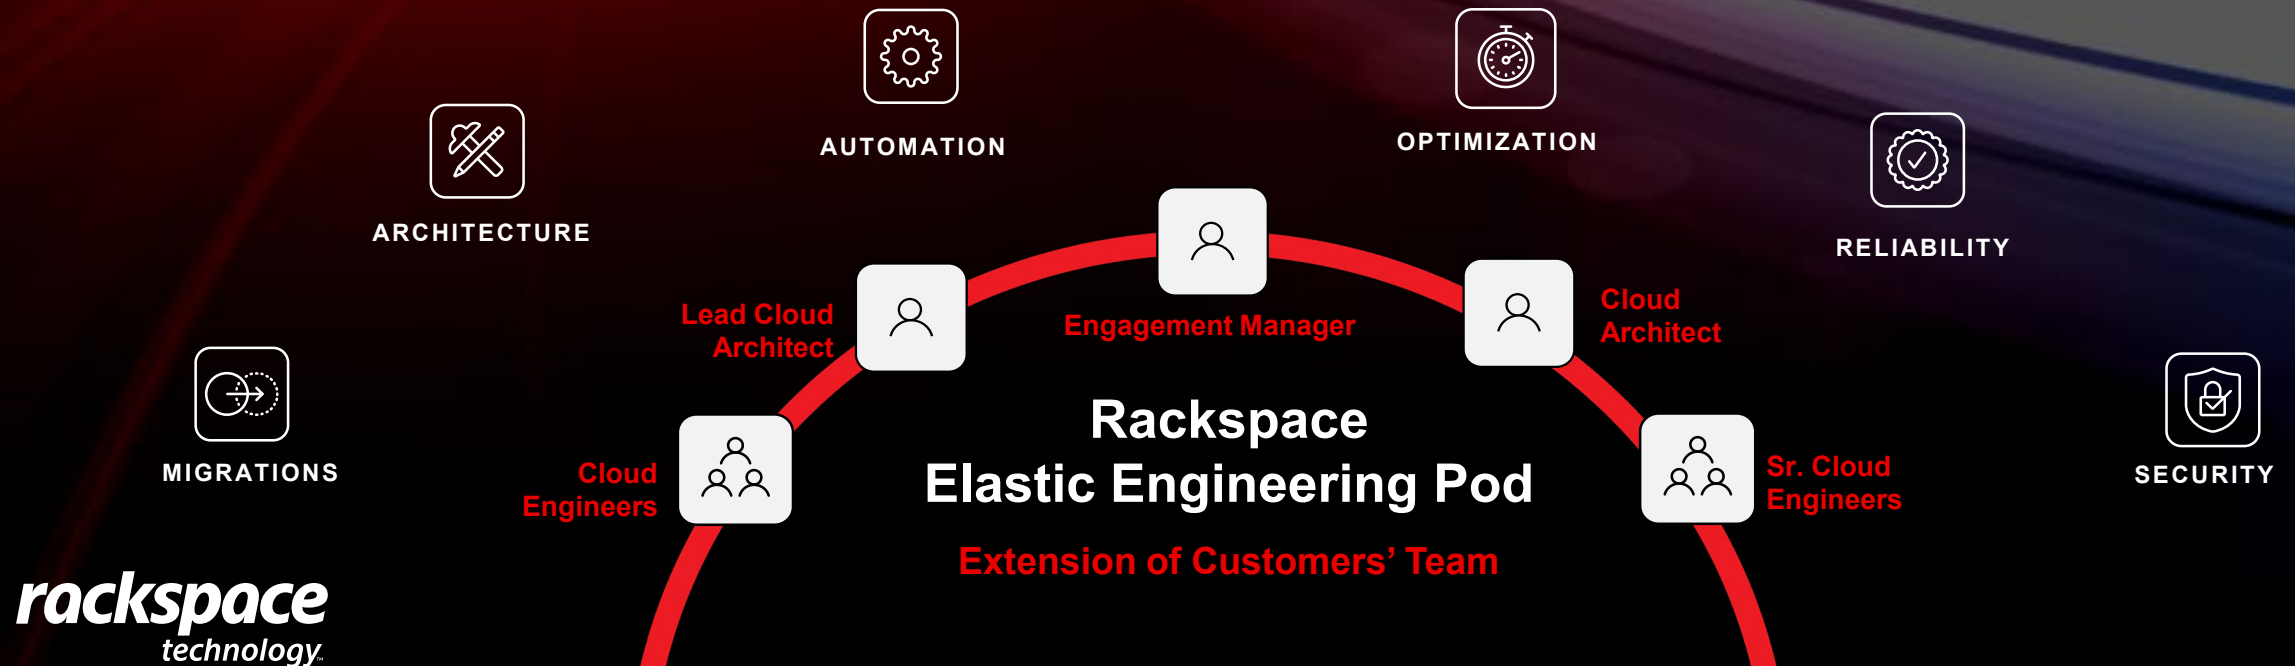 AUTOMATION
OPTIMIZATION
ARCHITECTURE
RELIABILITY
Lead Cloud
Architect
Engagement Manager
Cloud
Architect
MIGRATIONS
SECURITY
Cloud
Engineers
Rackspace
Elastic Engineering Pod
Extension of Customers’ Team
Sr. Cloud
Engineers
rackspace
technology™